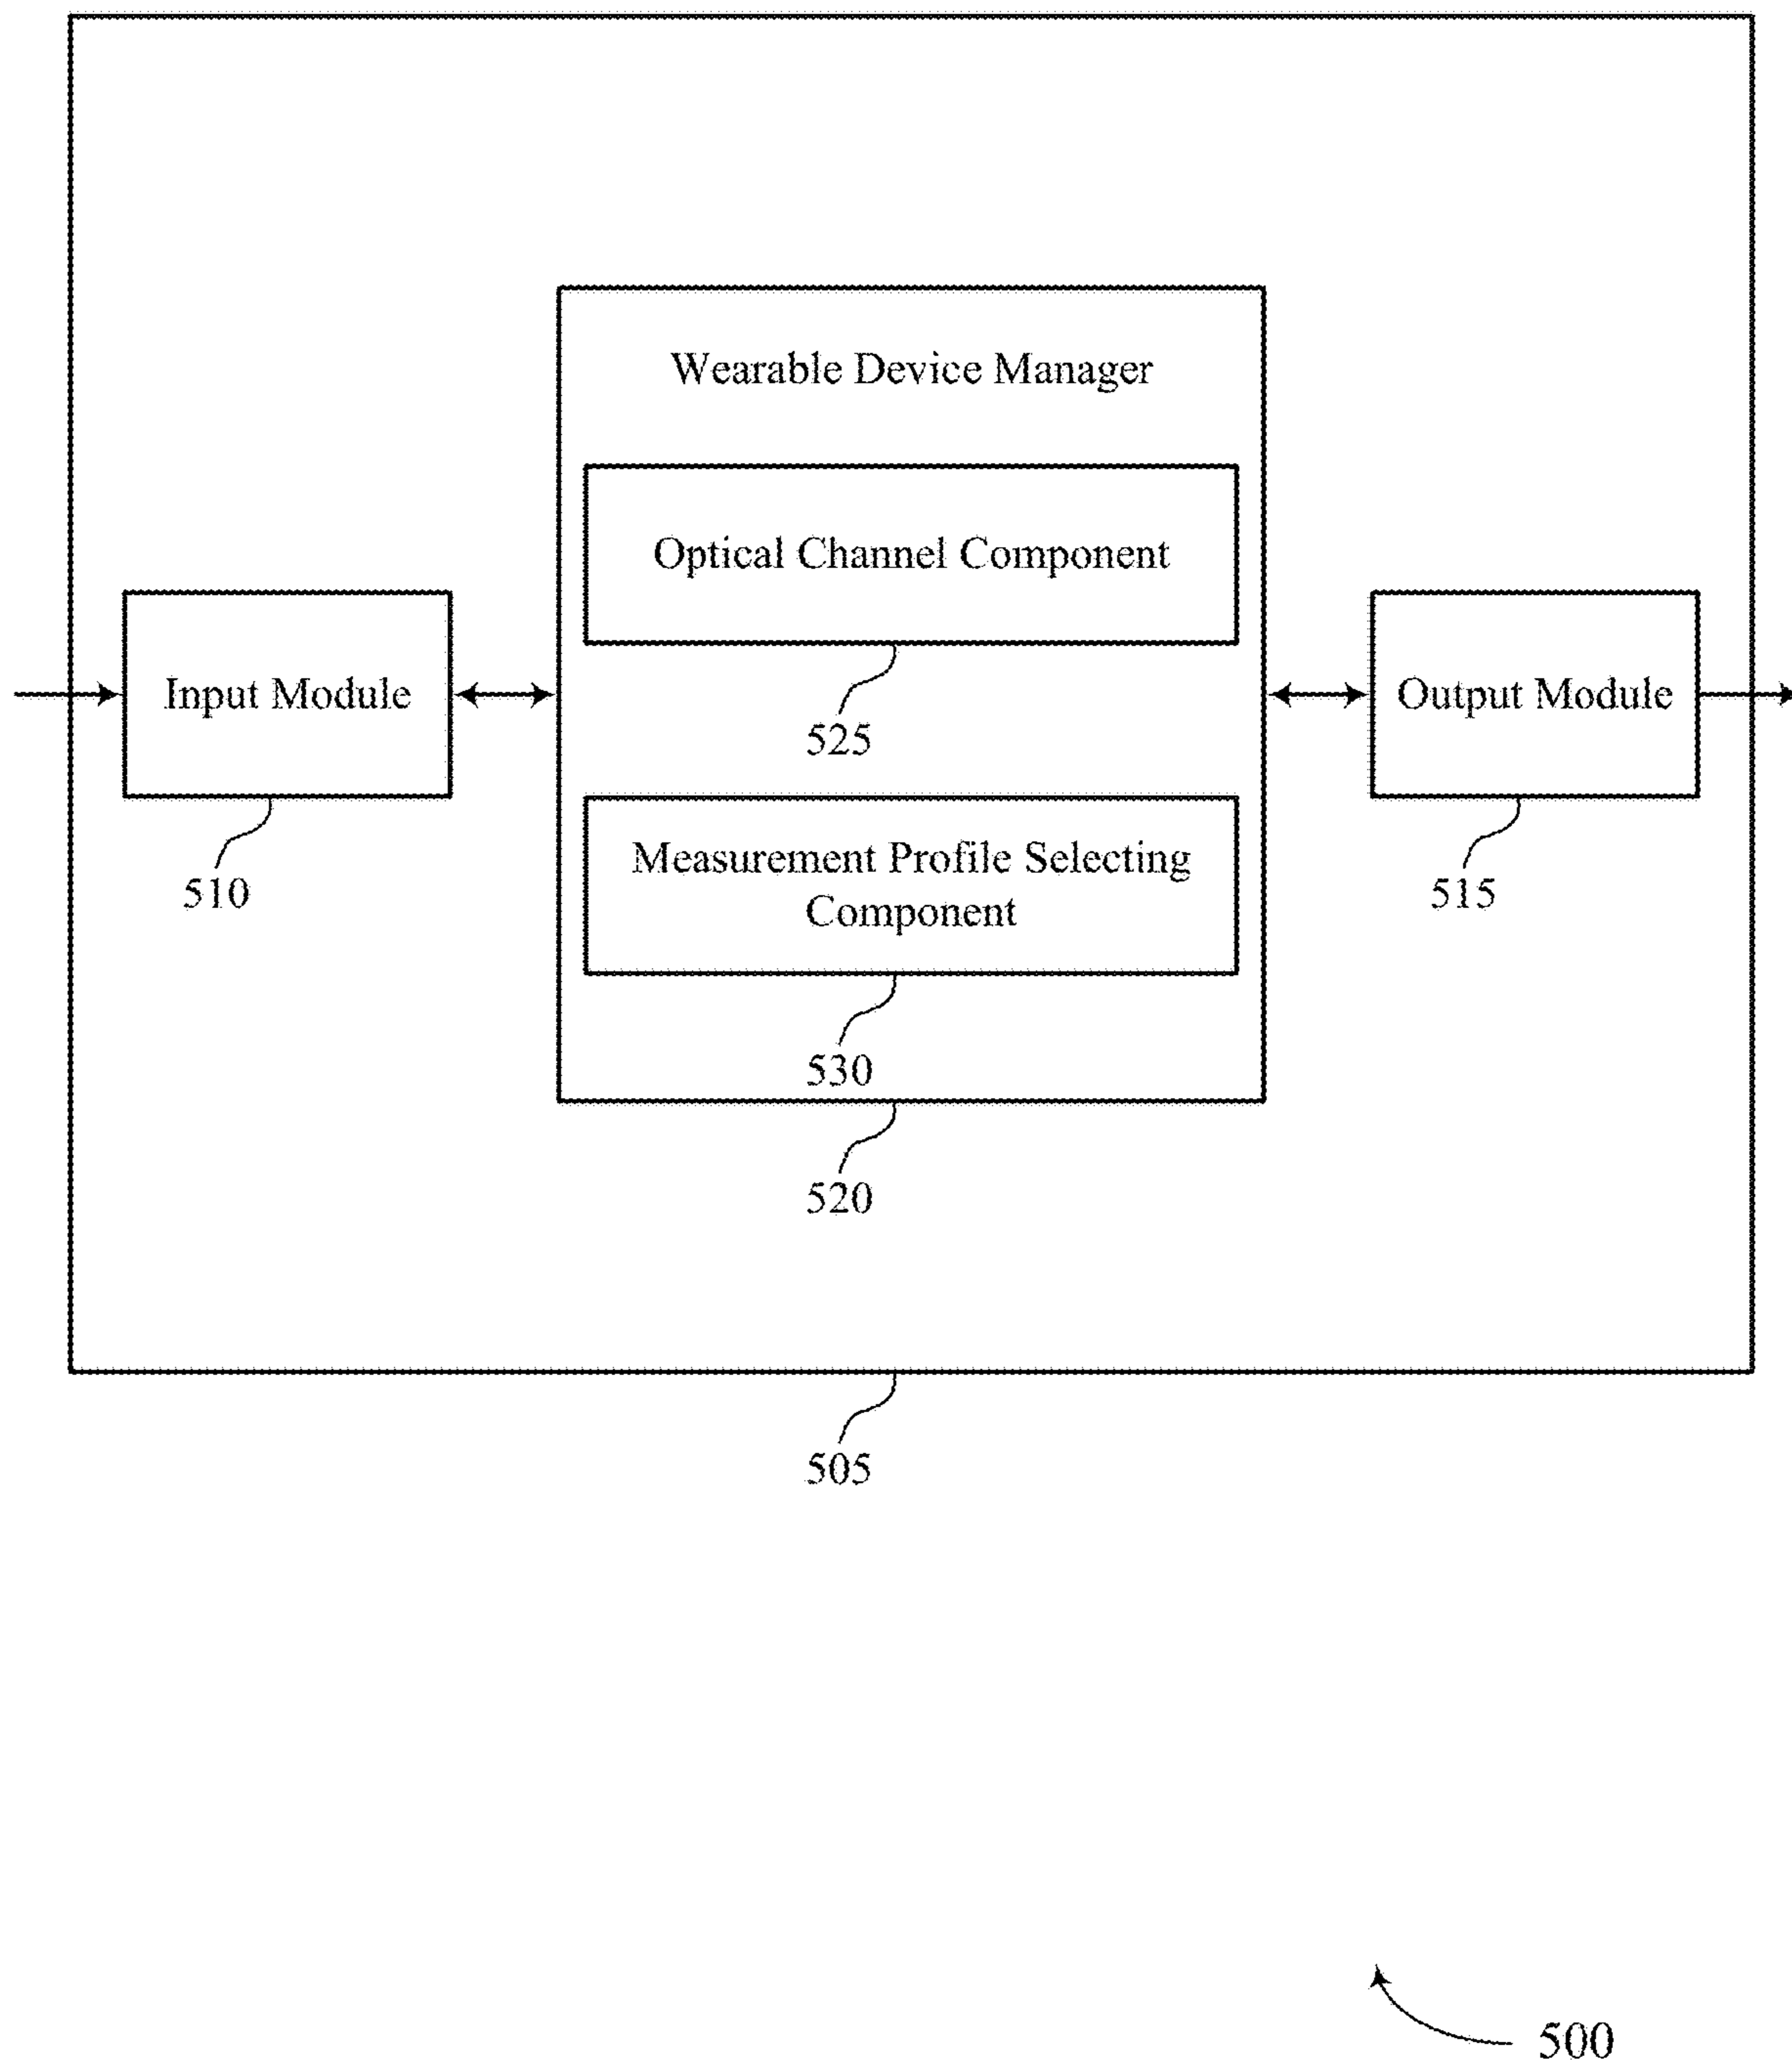 Wearable Device Manager
Optical Channel Component
525
Input Module
510
Output Module
515
Measurement Profile Selecting
Component
530
520
505
500